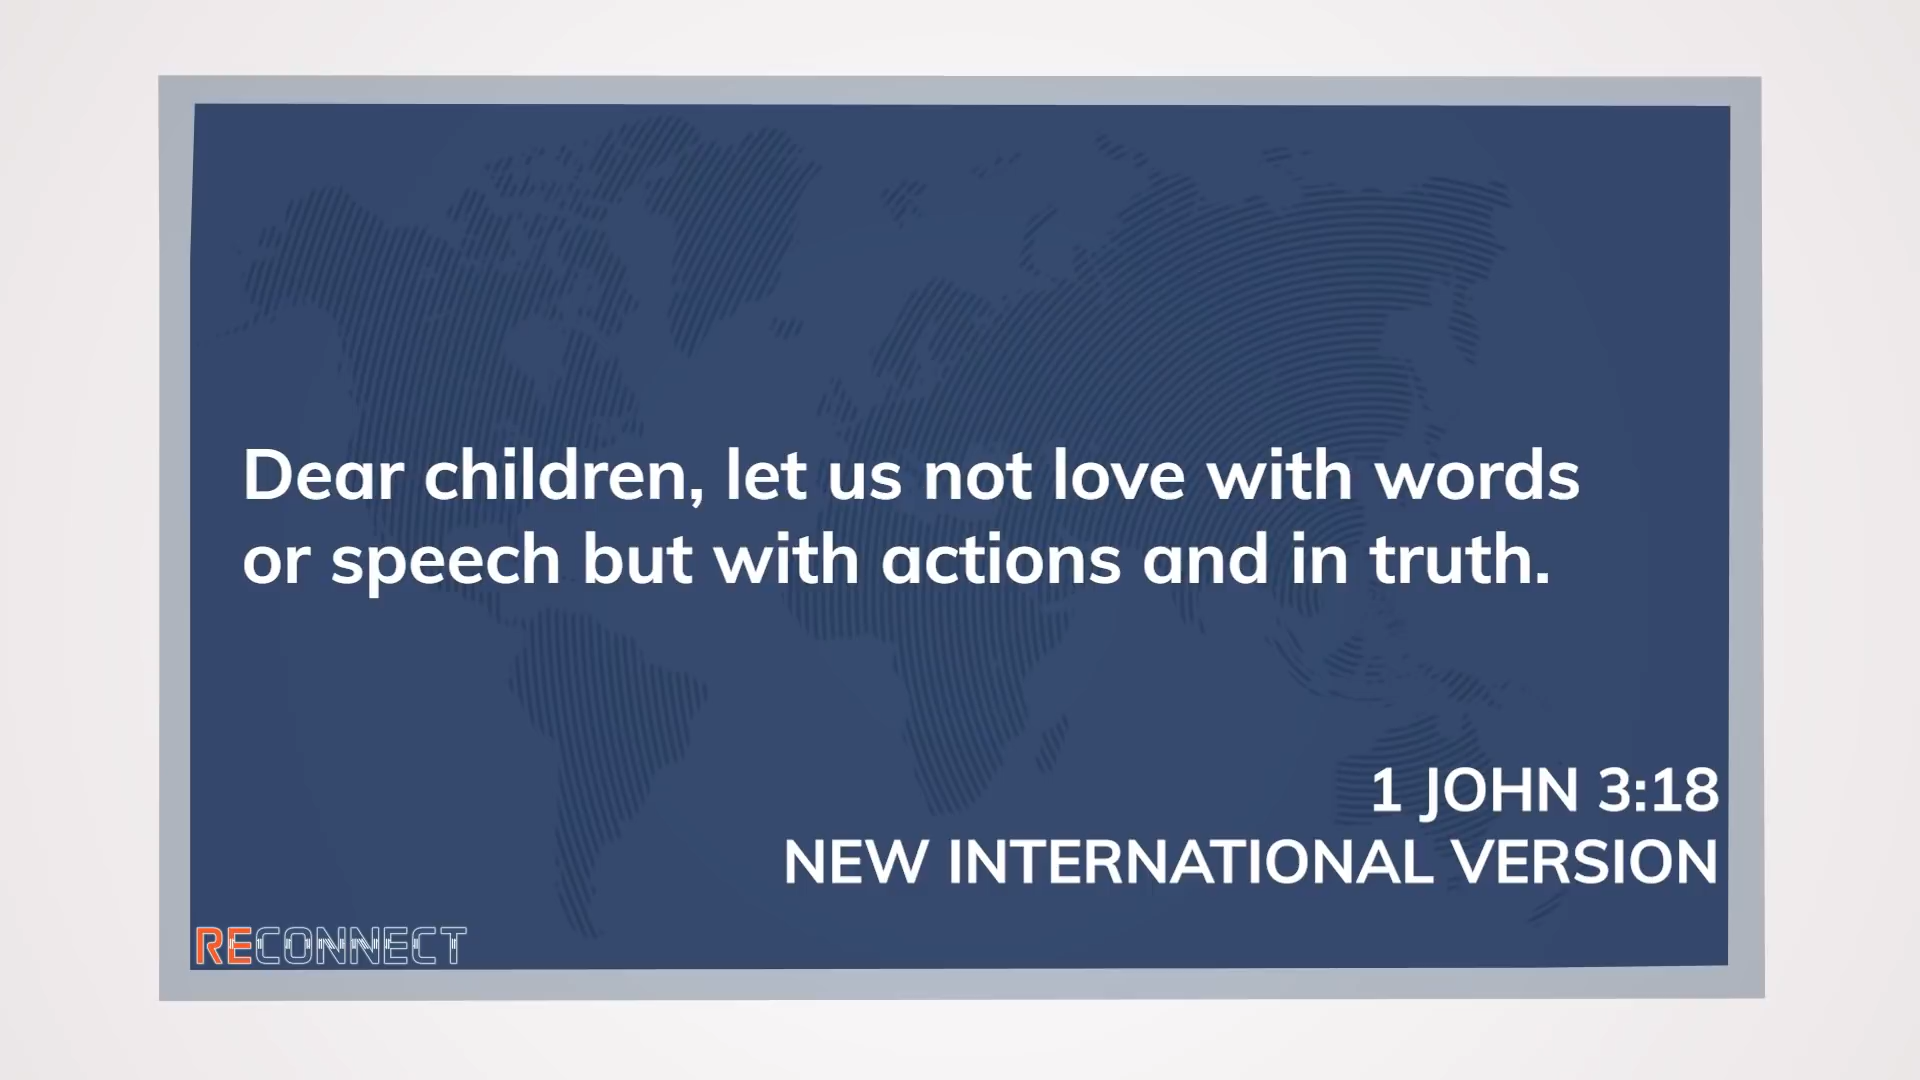 Dear children, let us not love with words
or speech but with actions and in truth.
1 JOHN 3:18
NEW INTERNATIONAL VERSION
RECONNECT